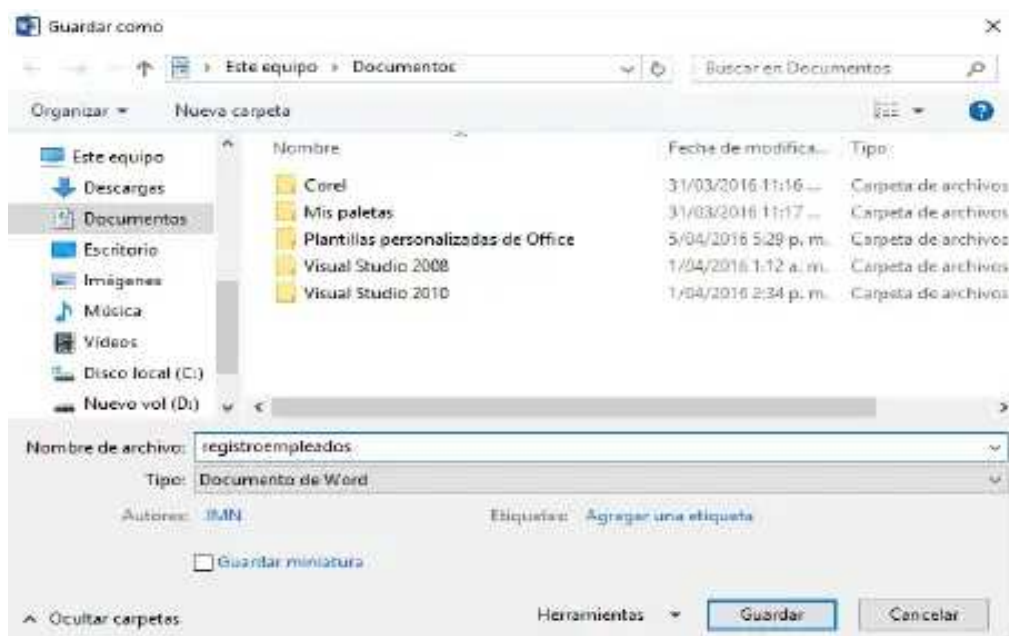 Guardar como
Este equipo › Documentos
Buscar en Documentos
Organizar
Nueva carpeta
Nombre
Fecha de modifica...
Tipo
Este equipo
Descargas
Documentos
Escritorio
Imágenes
Música
Vídeos
Disco local (C:)
Nuevo vol (D:)
Corel 31/03/2016 11:16 ... Carpeta de archivos
Mis paletas 31/03/2016 11:17 ... Carpeta de archivos
Plantillas personalizadas de Office 5/04/2016 5:29 p. m. Carpeta de archivos
Visual Studio 2008 1/04/2016 1:12 a. m. Carpeta de archivos
Visual Studio 2010 1/04/2016 2:34 p. m. Carpeta de archivos
Nombre de archivo: registroempleados
Tipo: Documento de Word
Autores: JMN
Etiquetas: Agregar una etiqueta
Guardar miniatura
Ocultar carpetas
Herramientas
Guardar
Cancelar